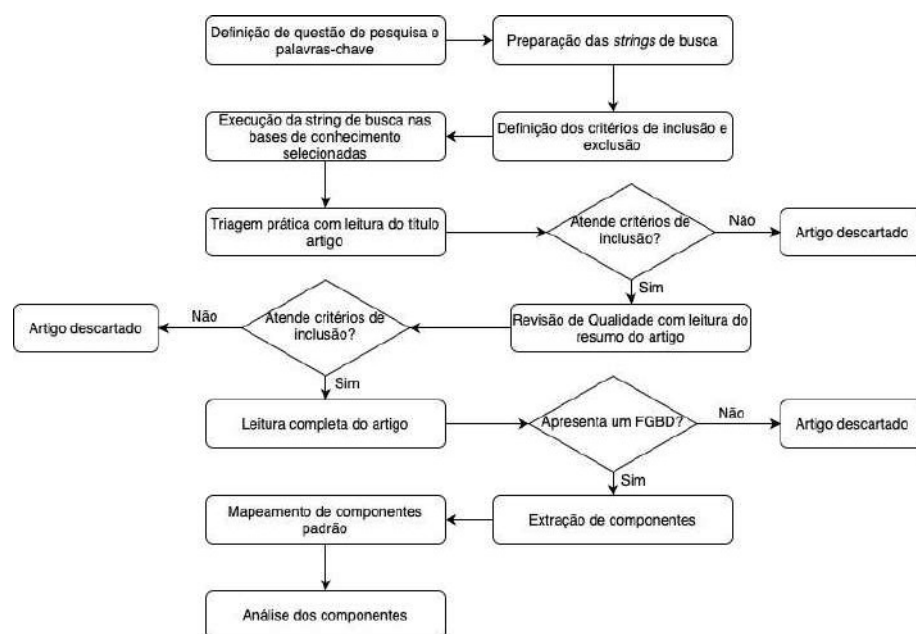 Definição de questão de pesquisa e
palavras-chave
Preparação das strings de busca
Execução da string de busca nas
bases de conhecimento
selecionadas
Definição dos critérios de inclusão e
exclusão
Triagem prática com leitura do título
artigo
Atende critérios de
inclusão?
Não
Artigo descartado
Sim
Artigo descartado
Não
Atende critérios de
inclusão?
Revisão de Qualidade com leitura do
resumo do artigo
Sim
Leitura completa do artigo
Apresenta um FGBD?
Não
Artigo descartado
Sim
Mapeamento de componentes
padrão
Extração de componentes
Análise dos componentes